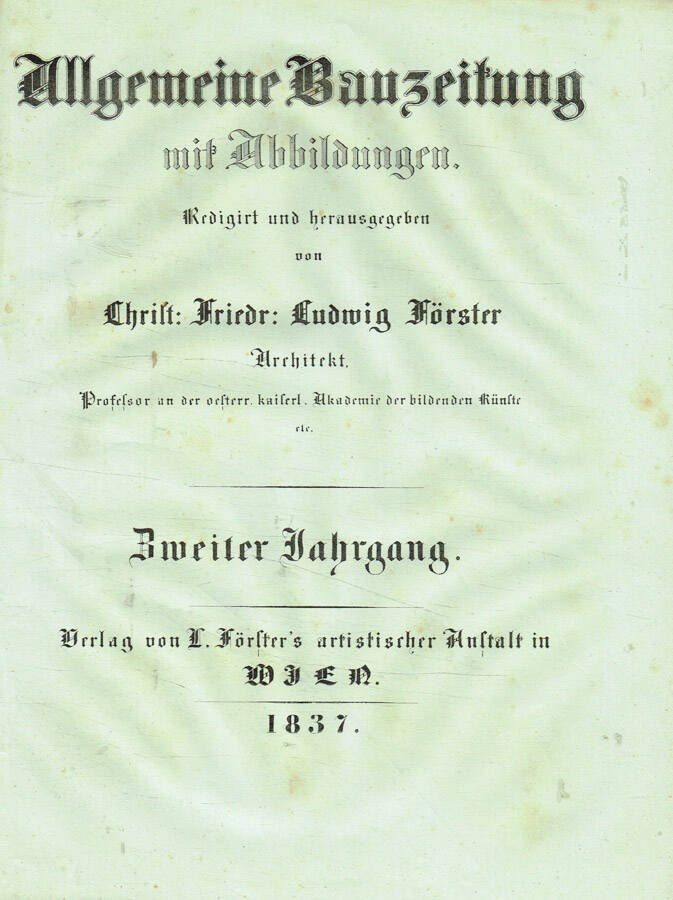 Allgemeine Bauzeitung
mit Abbildungen.
Redigirt und herausgegeben
von
Christ: Friedr: Ludwig Förster
Architekt,
Professor an der oesterr. kaiserl. Akademie der bildenden Künste
etc.
Zweiter Jahrgang.
Verlag von L. Förster's artistischer Anstalt in
WIEN.
1837.